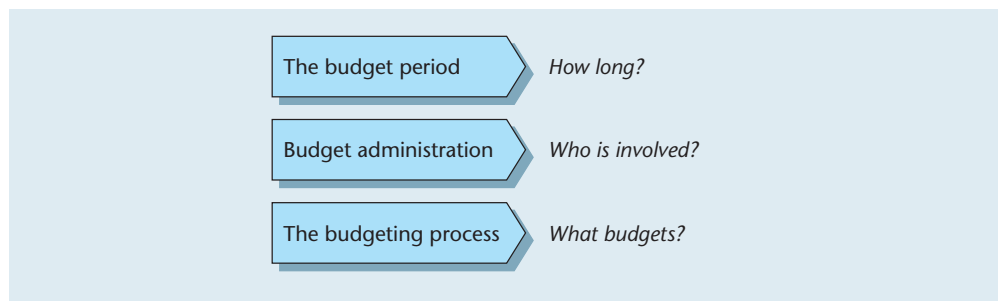 The budget period How long?
Budget administration Who is involved?
The budgeting process What budgets?